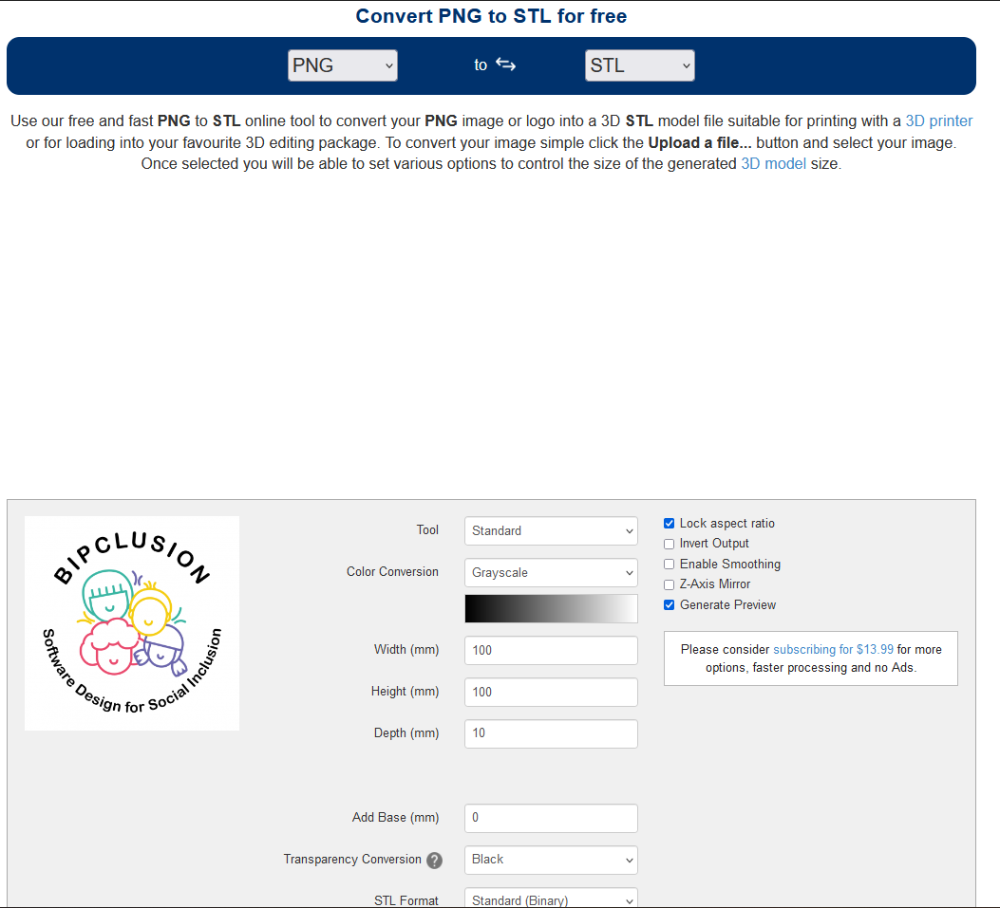 Convert PNG to STL for free
PNG to STL
Use our free and fast PNG to STL online tool to convert your PNG image or logo into a 3D STL model file suitable for printing with a 3D printer
or for loading into your favourite 3D editing package. To convert your image simple click the Upload a file... button and select your image.
Once selected you will be able to set various options to control the size of the generated 3D model size.
BIPCLUSION
Software Design for Social Inclusion
Tool Standard
Color Conversion Grayscale
Width (mm) 100
Height (mm) 100
Depth (mm) 10
Add Base (mm) 0
Transparency Conversion ? Black
STL Format Standard (Binary)
Lock aspect ratio
Invert Output
Enable Smoothing
Z-Axis Mirror
Generate Preview
Please consider subscribing for $13.99 for more
options, faster processing and no Ads.